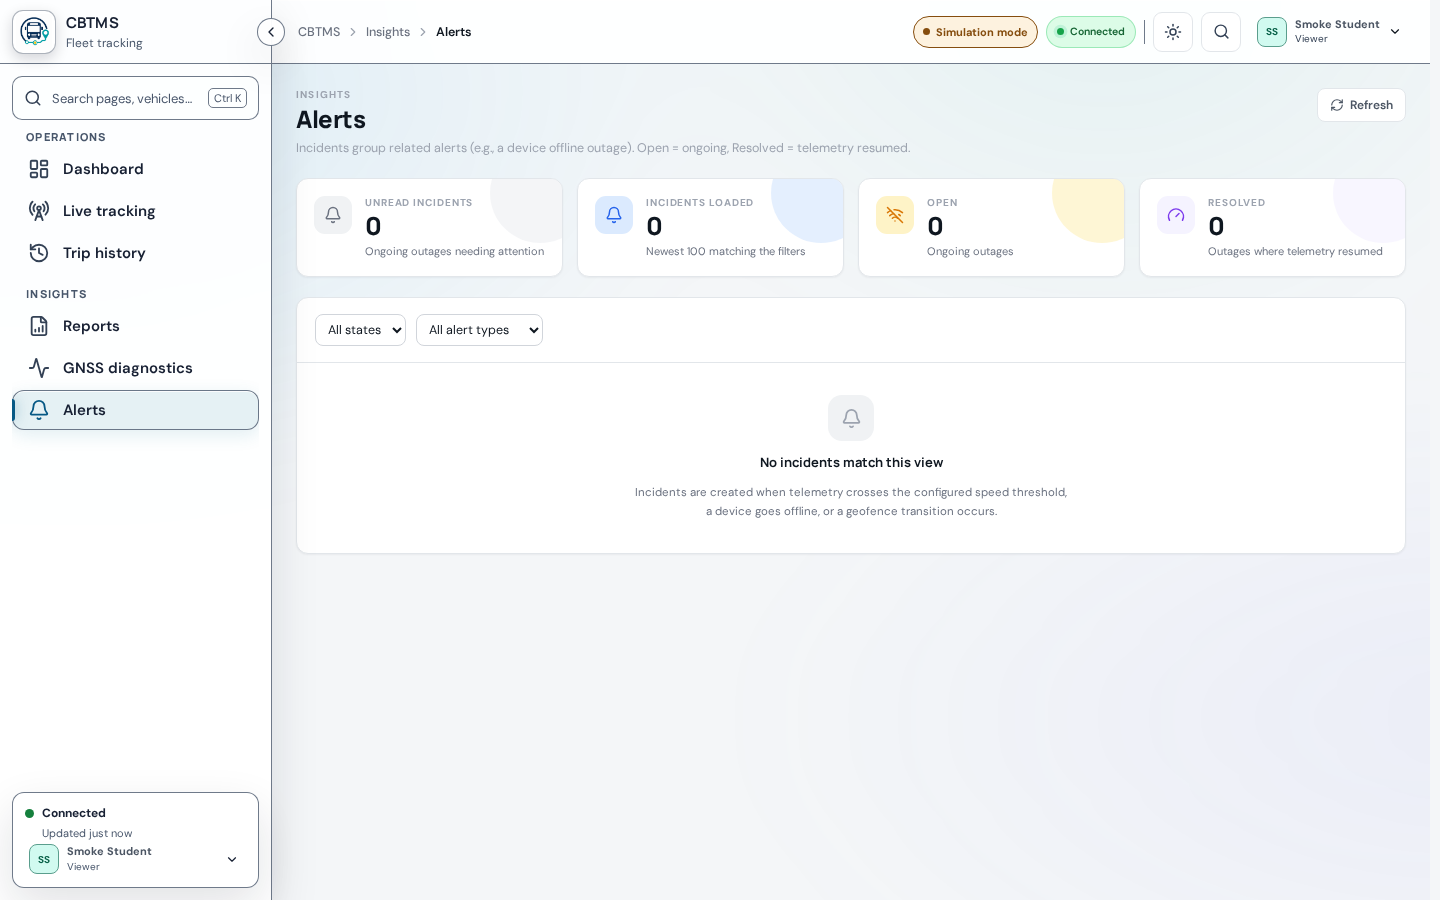 CBTMS
Fleet tracking
Search pages, vehicles... Ctrl K
OPERATIONS
Dashboard
Live tracking
Trip history
INSIGHTS
Reports
GNSS diagnostics
Alerts
Connected
Updated just now
SS
Smoke Student
Viewer
CBTMS > Insights > Alerts
Simulation mode
Connected
SS
Smoke Student
Viewer
INSIGHTS
Alerts
Incidents group related alerts (e.g., a device offline outage). Open = ongoing, Resolved = telemetry resumed.
Refresh
UNREAD INCIDENTS
0
Ongoing outages needing attention
INCIDENTS LOADED
0
Newest 100 matching the filters
OPEN
0
Ongoing outages
RESOLVED
0
Outages where telemetry resumed
All states
All alert types
No incidents match this view
Incidents are created when telemetry crosses the configured speed threshold,
a device goes offline, or a geofence transition occurs.